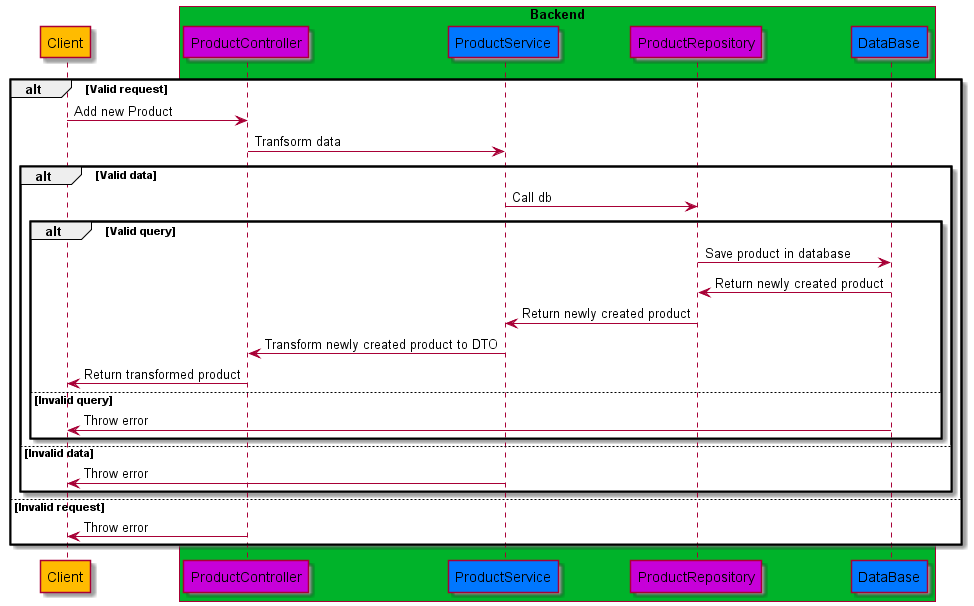 Backend
Client
ProductController
ProductService
ProductRepository
DataBase
alt [Valid request]
Add new Product
Tranfsorm data
alt [Valid data]
Call db
alt [Valid query]
Save product in database
Return newly created product
Return newly created product
Transform newly created product to DTO
Return transformed product
[Invalid query]
Throw error
[Invalid data]
Throw error
[Invalid request]
Throw error
Client
ProductController
ProductService
ProductRepository
DataBase